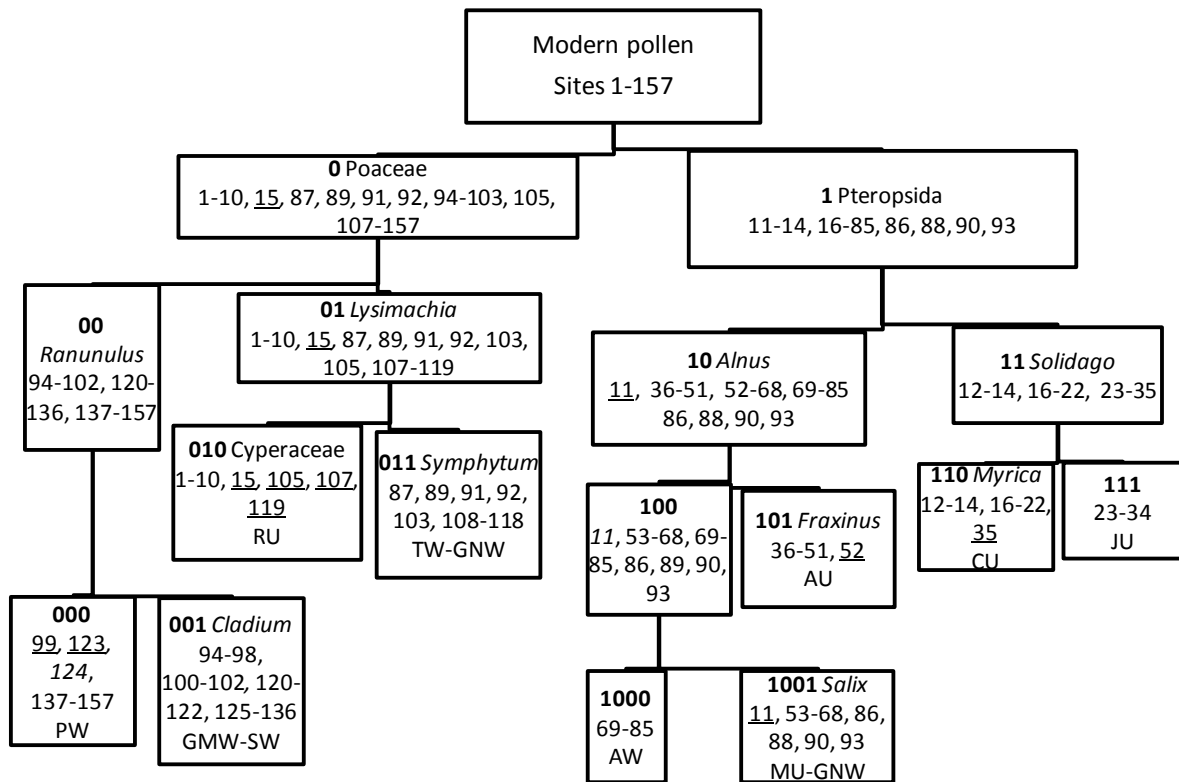 Modern pollen
Sites 1-157
0 Poaceae
1-10, 15, 87, 89, 91, 92, 94-103, 105,
107-157
1 Pteropsida
11-14, 16-85, 86, 88, 90, 93
00
Ranunulus
94-102, 120-
136, 137-157
01 Lysimachia
1-10, 15, 87, 89, 91, 92, 103,
105, 107-119
10 Alnus
11, 36-51, 52-68, 69-85
86, 88, 90, 93
11 Solidago
12-14, 16-22, 23-35
010 Cyperaceae
1-10, 15, 105, 107,
119
RU
011 Symphytum
87, 89, 91, 92,
103, 108-118
TW-GNW
100
11, 53-68, 69-
85, 86, 89, 90,
93
101 Fraxinus
36-51, 52
AU
110 Myrica
12-14, 16-22,
35
CU
111
23-34
JU
000
99, 123,
124,
137-157
PW
001 Cladium
94-98,
100-102, 120-
122, 125-136
GMW-SW
1000
69-85
AW
1001 Salix
11, 53-68, 86,
88, 90, 93
MU-GNW